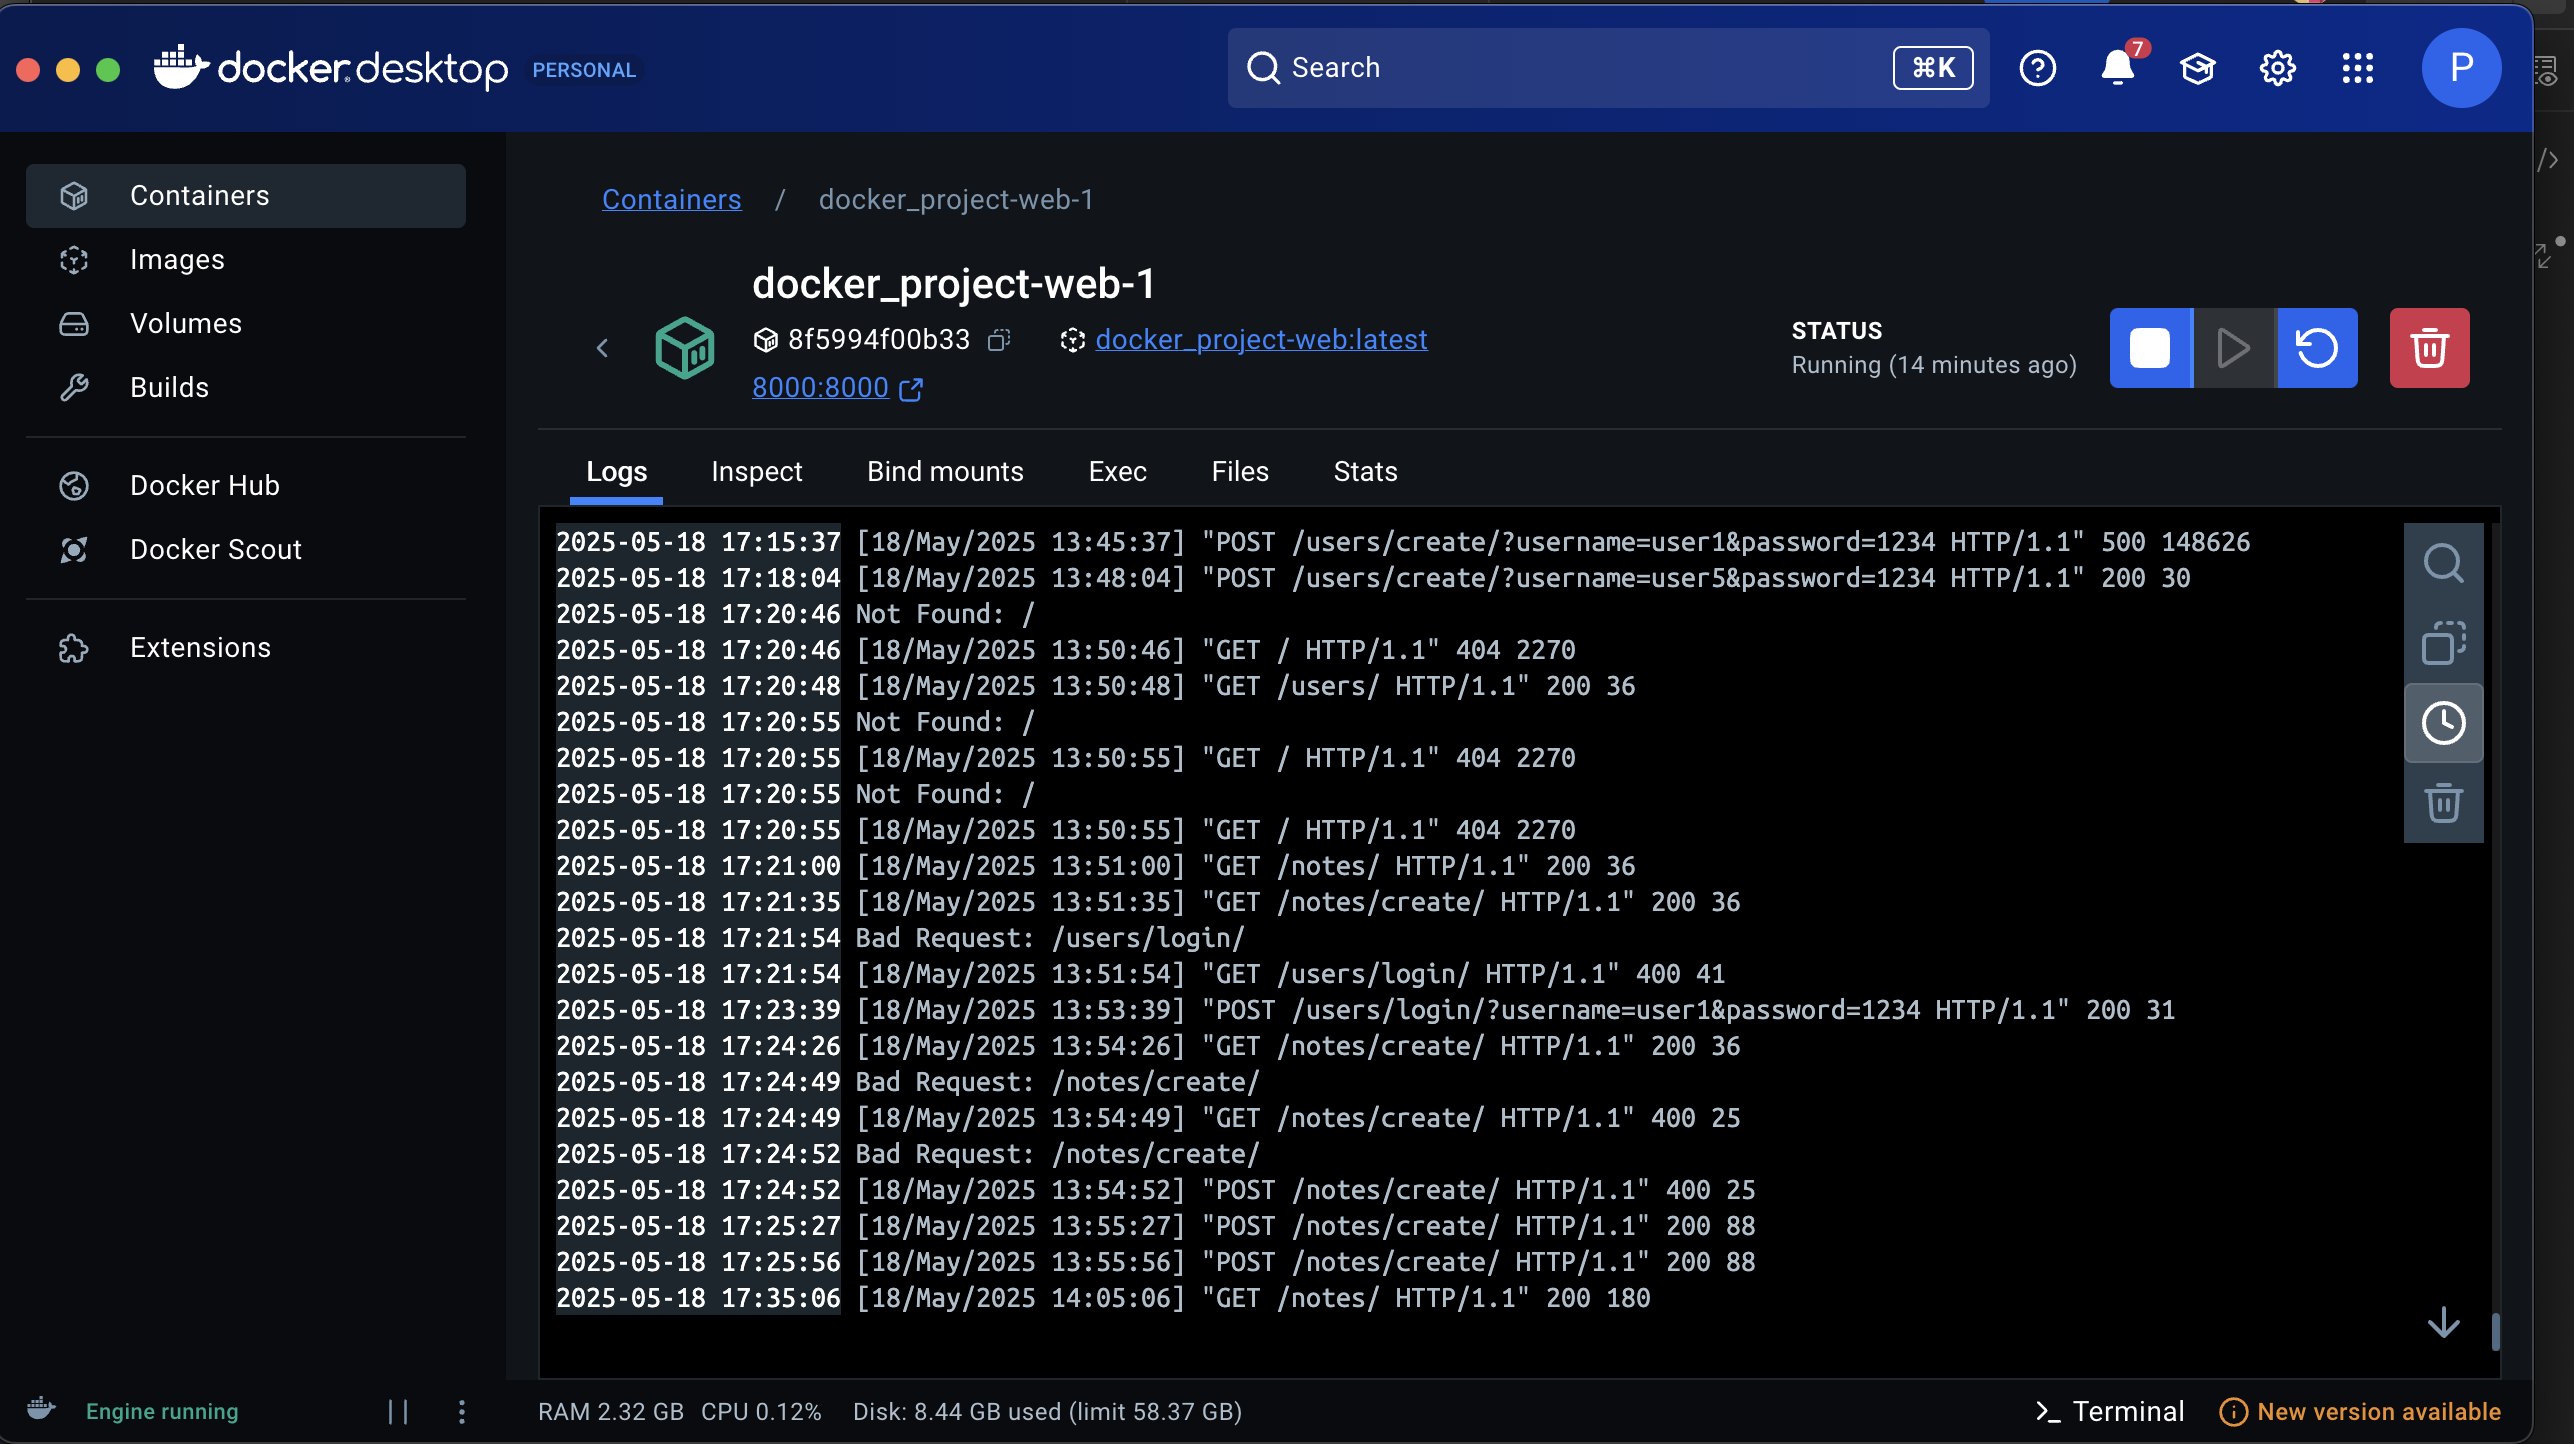 docker desktop PERSONAL
Search
⌘K
7
P
Containers
Images
Volumes
Builds
Docker Hub
Docker Scout
Extensions
Containers / docker_project-web-1
docker_project-web-1
8f5994f00b33 docker_project-web:latest
8000:8000
STATUS
Running (14 minutes ago)
Logs Inspect Bind mounts Exec Files Stats
2025-05-18 17:15:37 [18/May/2025 13:45:37] "POST /users/create/?username=user1&password=1234 HTTP/1.1" 500 148626
2025-05-18 17:18:04 [18/May/2025 13:48:04] "POST /users/create/?username=user5&password=1234 HTTP/1.1" 200 30
2025-05-18 17:20:46 Not Found: /
2025-05-18 17:20:46 [18/May/2025 13:50:46] "GET / HTTP/1.1" 404 2270
2025-05-18 17:20:48 [18/May/2025 13:50:48] "GET /users/ HTTP/1.1" 200 36
2025-05-18 17:20:55 Not Found: /
2025-05-18 17:20:55 [18/May/2025 13:50:55] "GET / HTTP/1.1" 404 2270
2025-05-18 17:20:55 Not Found: /
2025-05-18 17:20:55 [18/May/2025 13:50:55] "GET / HTTP/1.1" 404 2270
2025-05-18 17:21:00 [18/May/2025 13:51:00] "GET /notes/ HTTP/1.1" 200 36
2025-05-18 17:21:35 [18/May/2025 13:51:35] "GET /notes/create/ HTTP/1.1" 200 36
2025-05-18 17:21:54 Bad Request: /users/login/
2025-05-18 17:21:54 [18/May/2025 13:51:54] "GET /users/login/ HTTP/1.1" 400 41
2025-05-18 17:23:39 [18/May/2025 13:53:39] "POST /users/login/?username=user1&password=1234 HTTP/1.1" 200 31
2025-05-18 17:24:26 [18/May/2025 13:54:26] "GET /notes/create/ HTTP/1.1" 200 36
2025-05-18 17:24:49 Bad Request: /notes/create/
2025-05-18 17:24:49 [18/May/2025 13:54:49] "GET /notes/create/ HTTP/1.1" 400 25
2025-05-18 17:24:52 Bad Request: /notes/create/
2025-05-18 17:24:52 [18/May/2025 13:54:52] "POST /notes/create/ HTTP/1.1" 400 25
2025-05-18 17:25:27 [18/May/2025 13:55:27] "POST /notes/create/ HTTP/1.1" 200 88
2025-05-18 17:25:56 [18/May/2025 13:55:56] "POST /notes/create/ HTTP/1.1" 200 88
2025-05-18 17:35:06 [18/May/2025 14:05:06] "GET /notes/ HTTP/1.1" 200 180
Engine running
RAM 2.32 GB CPU 0.12% Disk: 8.44 GB used (limit 58.37 GB)
Terminal
New version available